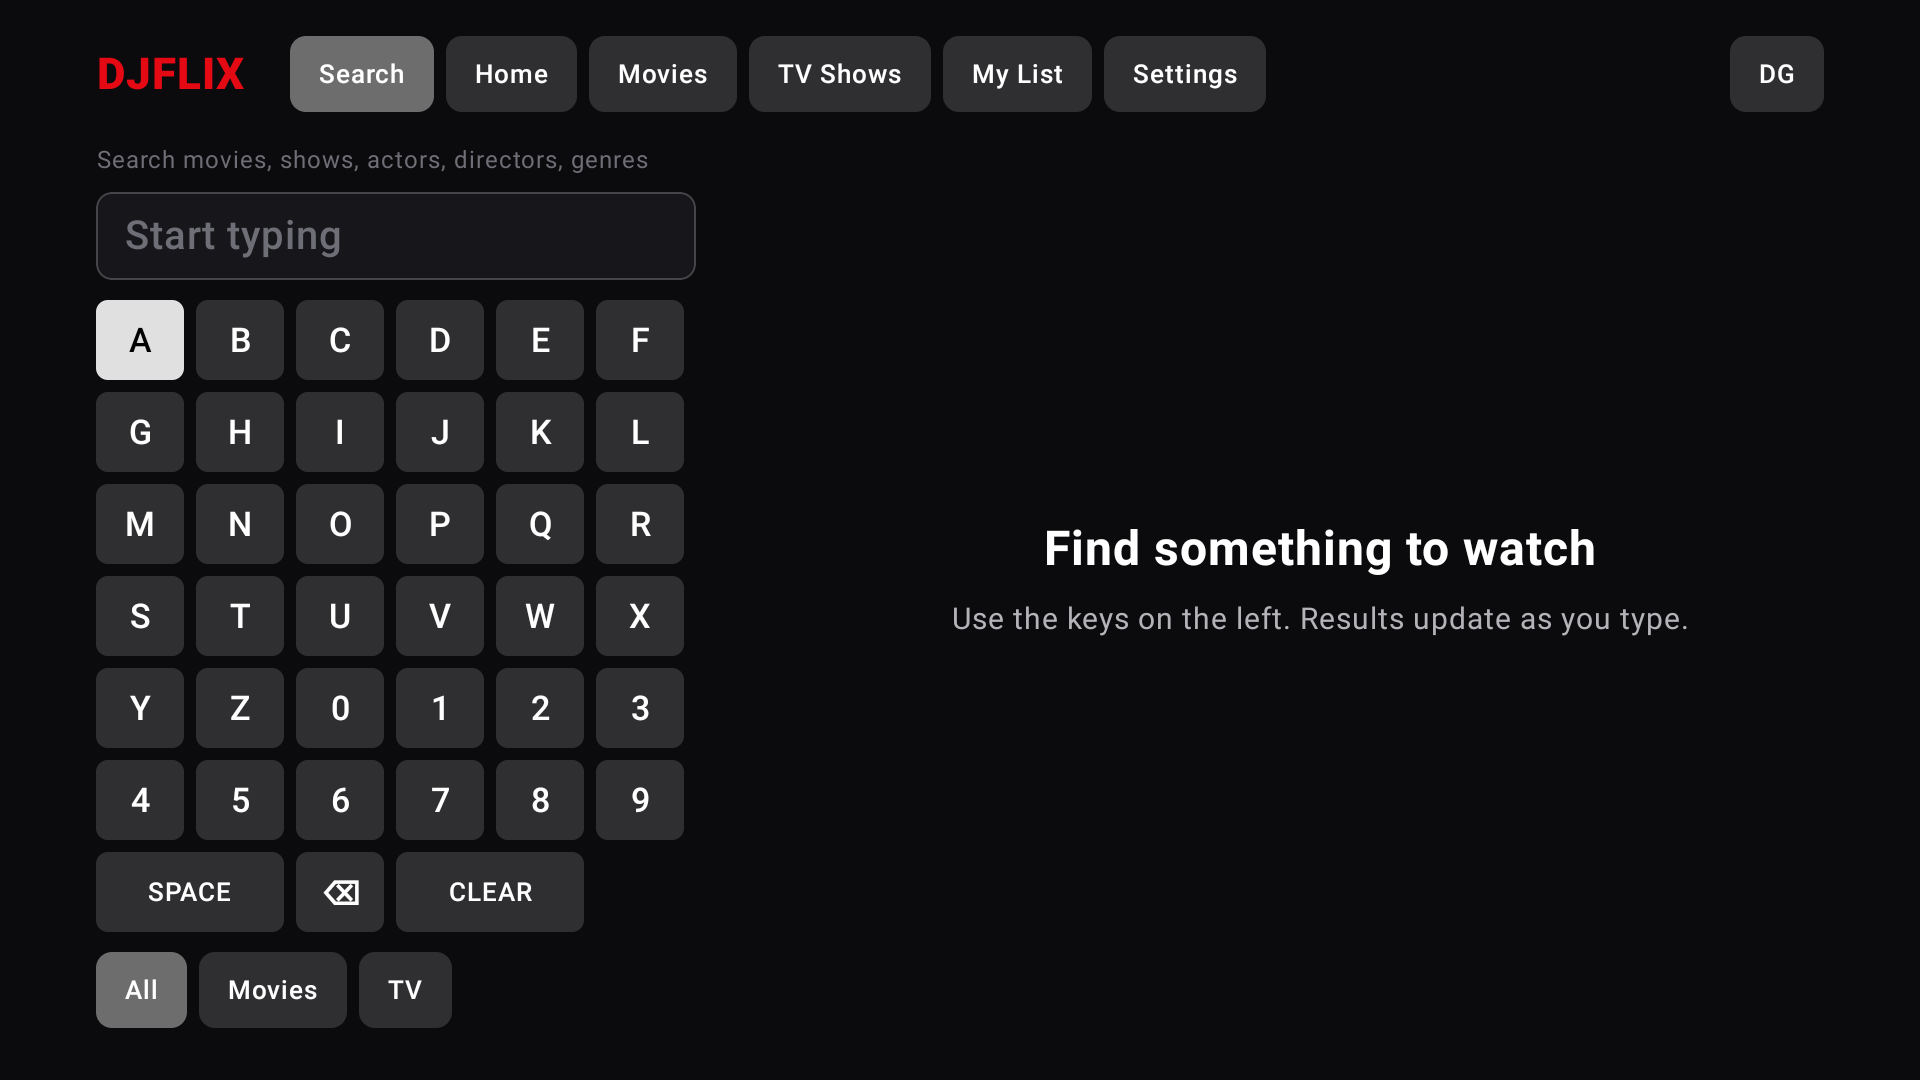 DJFLIX Search Home Movies TV Shows My List Settings DG
Search movies, shows, actors, directors, genres
Start typing
A B C D E F
G H I J K L
M N O P Q R
S T U V W X
Y Z 0 1 2 3
4 5 6 7 8 9
SPACE ⌫ CLEAR
All Movies TV
Find something to watch
Use the keys on the left. Results update as you type.